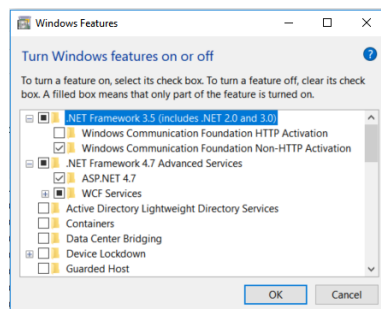 Windows Features
Turn Windows features on or off
To turn a feature on, select its check box. To turn a feature off, clear its check
box. A filled box means that only part of the feature is turned on.
.NET Framework 3.5 (includes .NET 2.0 and 3.0)
Windows Communication Foundation HTTP Activation
Windows Communication Foundation Non-HTTP Activation
.NET Framework 4.7 Advanced Services
ASP.NET 4.7
WCF Services
Active Directory Lightweight Directory Services
Containers
Data Center Bridging
Device Lockdown
Guarded Host
OK Cancel